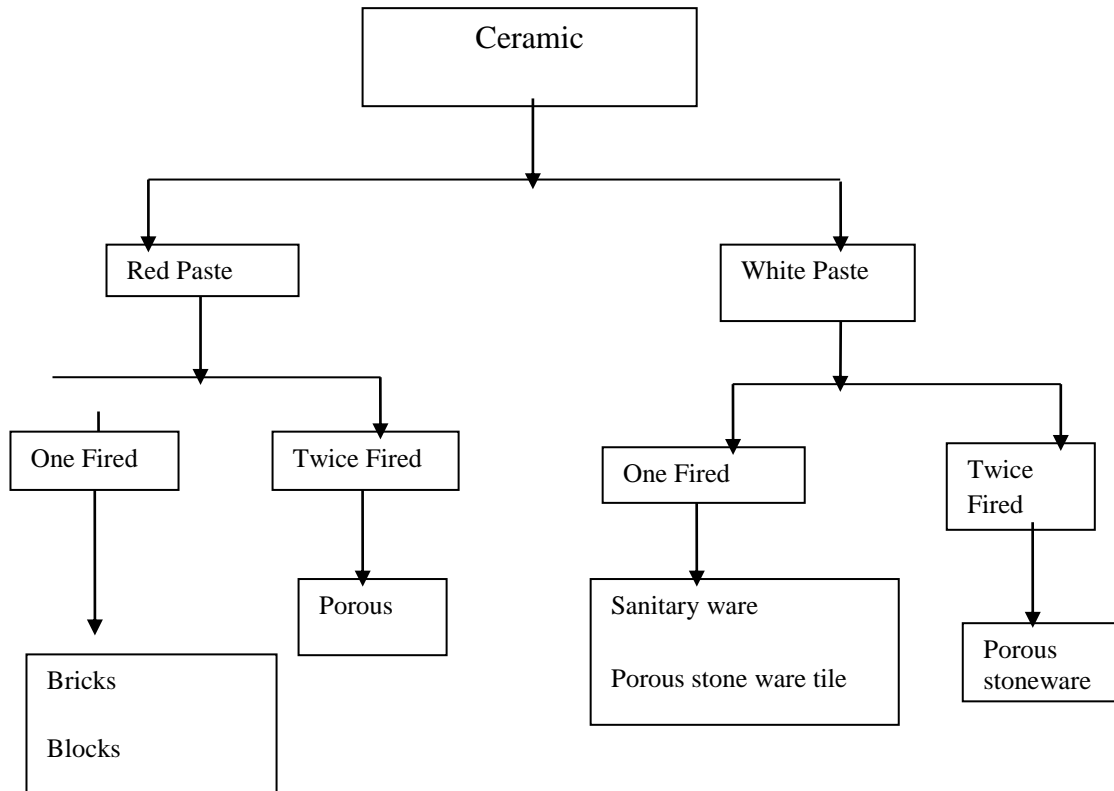 Ceramic
Red Paste
White Paste
One Fired
Twice Fired
One Fired
Twice
Fired
Porous
Sanitary ware
Porous stone ware tile
Porous
stoneware
Bricks
Blocks